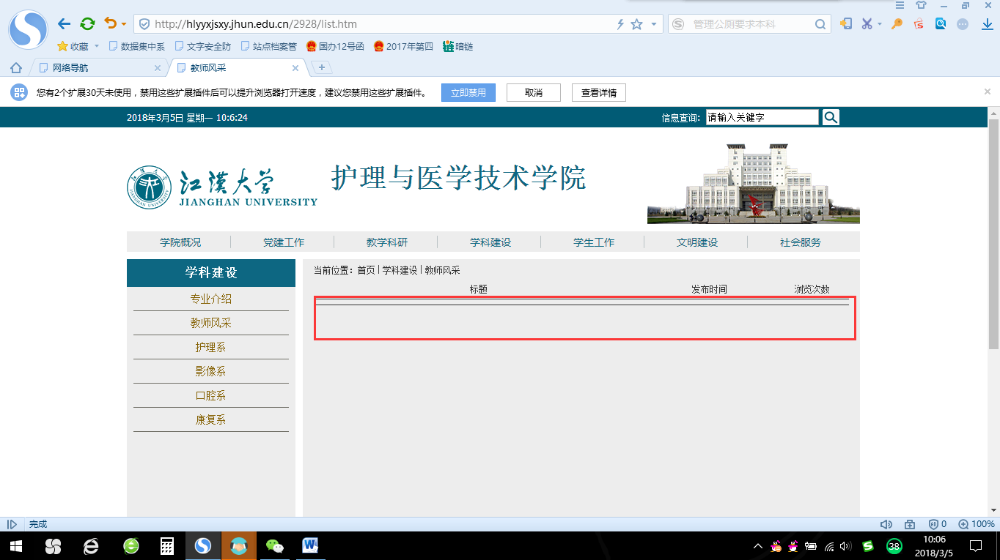 http://hlyyxjsxy.jhun.edu.cn/2928/list.htm
管理公厕要求本科
收藏 数据集中系 文字安全防 站点档案管 国办12号函 2017年第四 暗链
网络导航 教师风采
您有2个扩展30天未使用，禁用这些扩展插件后可以提升浏览器打开速度，建议您禁用这些扩展插件。 立即禁用 取消 查看详情
2018年3月5日 星期一 10:6:24 信息查询: 请输入关键字
江漢大学
JIANGHAN UNIVERSITY
护理与医学技术学院
学院概况 党建工作 教学科研 学科建设 学生工作 文明建设 社会服务
学科建设
专业介绍
教师风采
护理系
影像系
口腔系
康复系
当前位置： 首页 | 学科建设 | 教师风采
标题 发布时间 浏览次数
完成 0 100%
38
10:06
2018/3/5